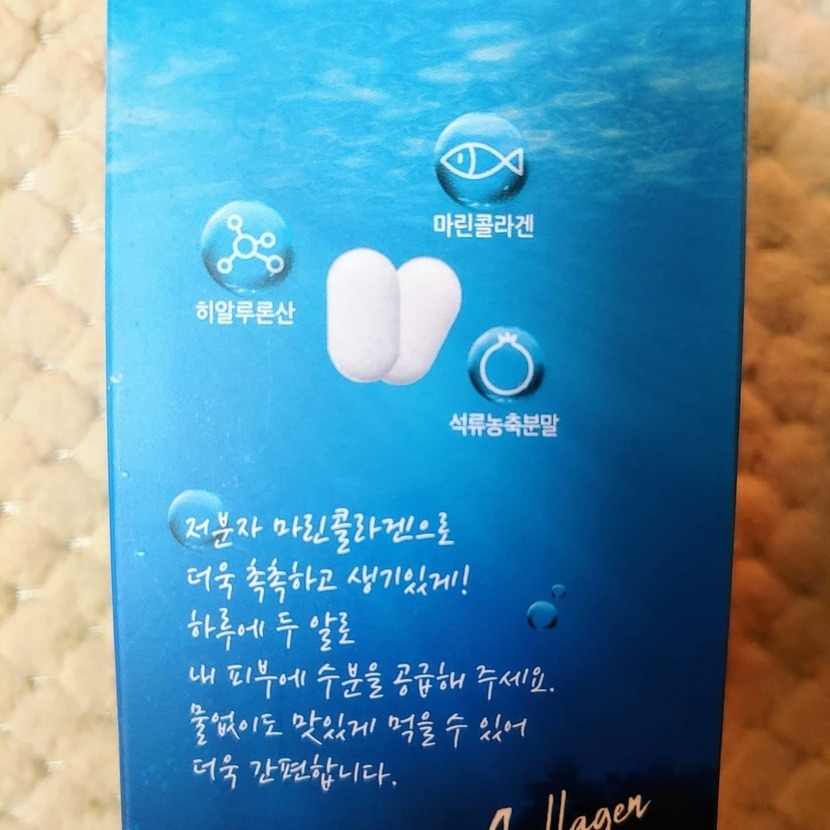 마린콜라겐
히알루론산
석류농축분말
저분자 마린콜라겐으로
더욱 촉촉하고 생기있게!
하루에 두 알로
내 피부에 수분을 공급해 주세요.
물없이도 맛있게 먹을 수 있어
더욱 간편합니다.
Collagen